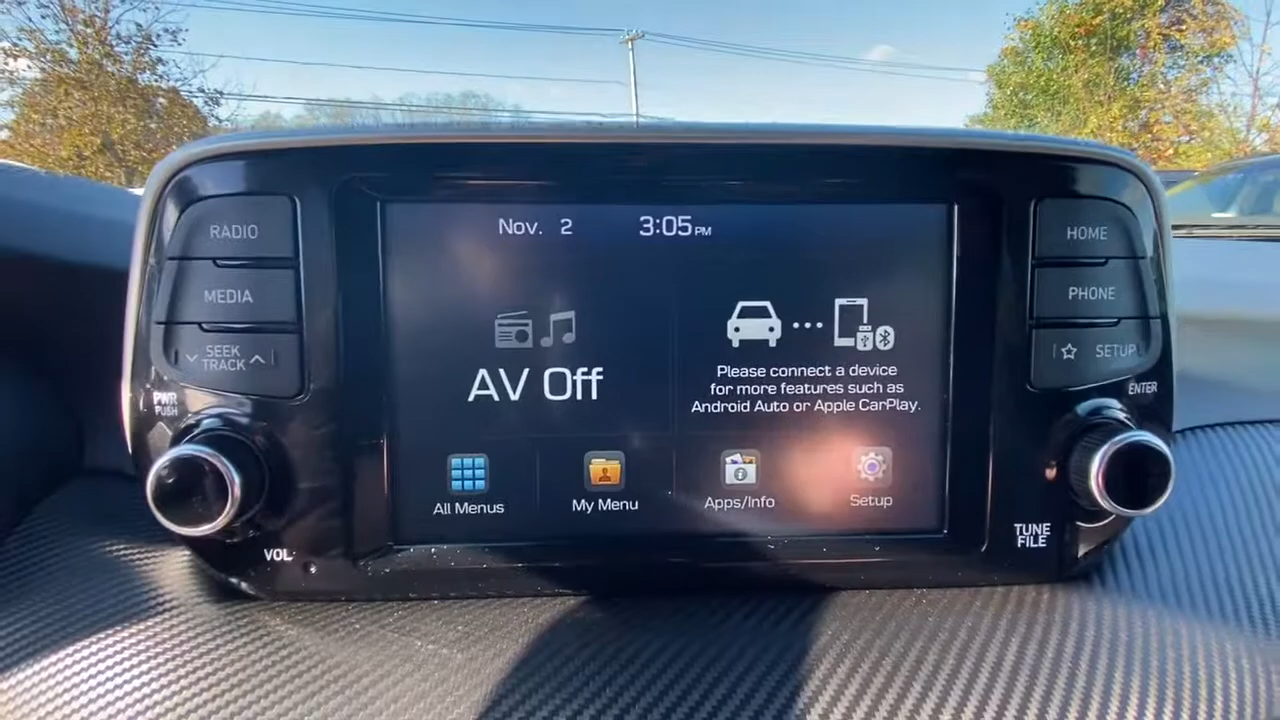 Nov. 2 3:05 PM
RADIO
MEDIA
SEEK
TRACK
PWR
PUSH
VOL
AV Off
Please connect a device
for more features such as
Android Auto or Apple CarPlay.
All Menus
My Menu
Apps/Info
Setup
HOME
PHONE
SETUP
ENTER
TUNE
FILE